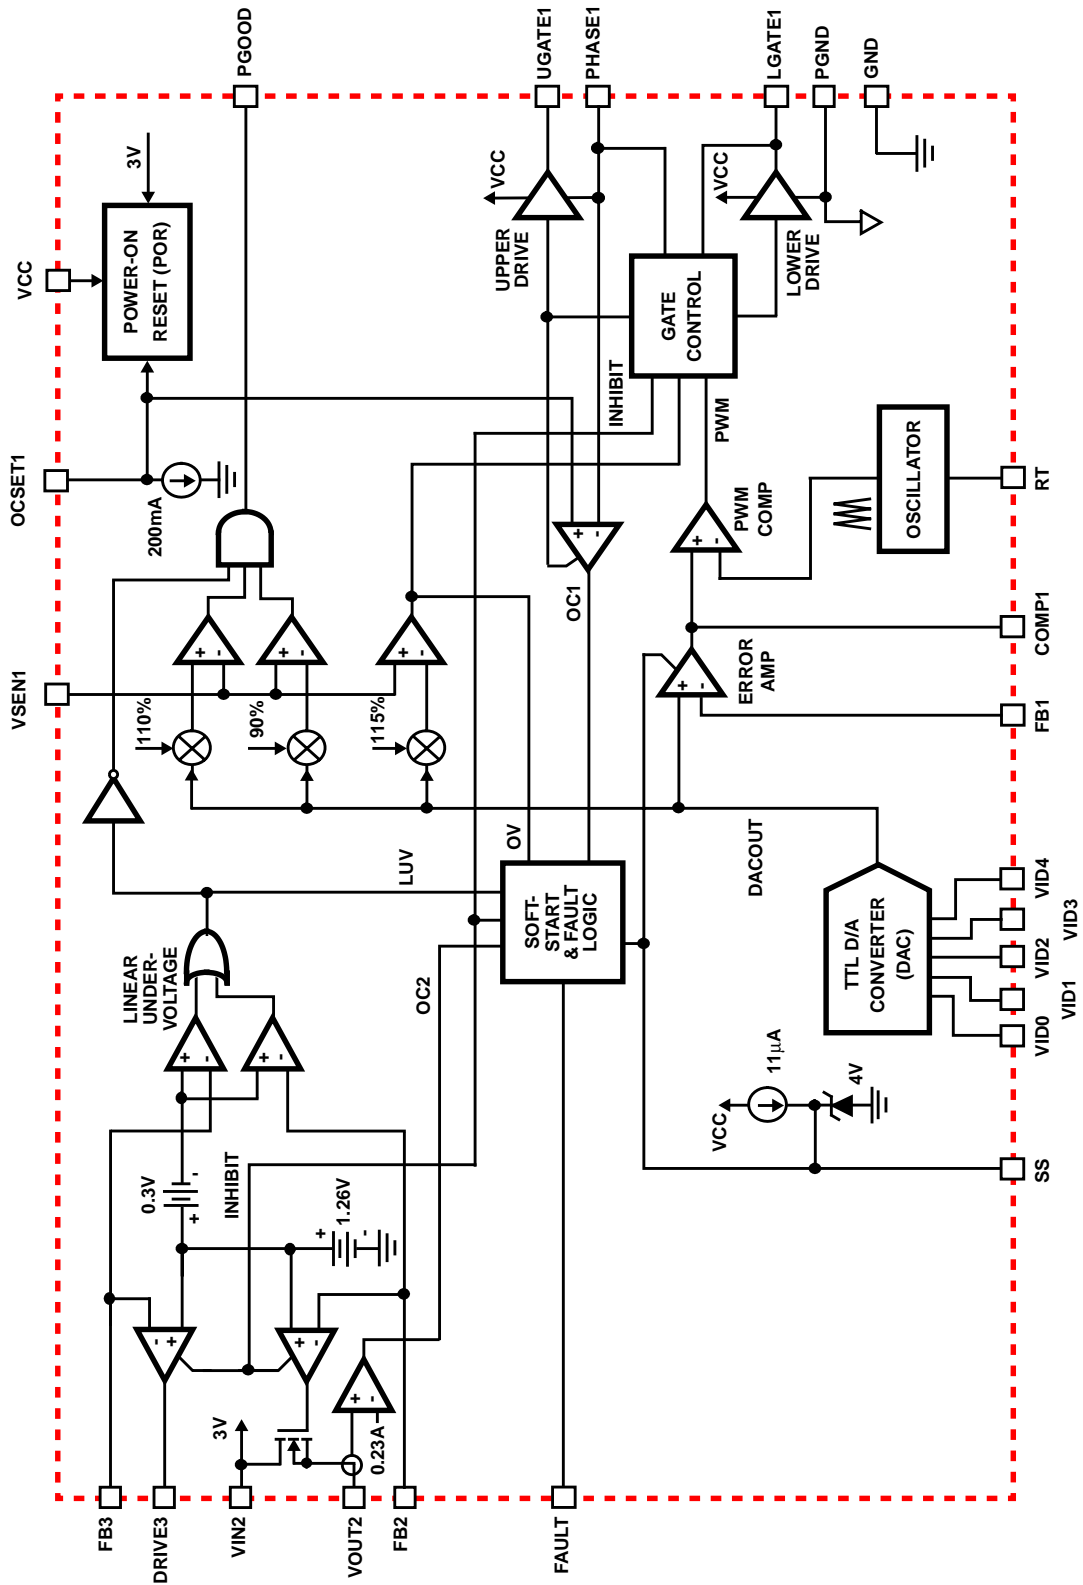 VCC
OCSET1
VSEN1
POWER-ON
RESET (POR)
3V
PGOOD
200mA
110%
90%
115%
+
-
+
-
+
-
LINEAR
UNDER-
VOLTAGE
+
-
+
-
LUV
OV
OC2
OC1
0.3V
+
-
INHIBIT
1.26V
+
-
-
+
+
-
+
-
3V
0.23A
FB3
DRIVE3
VIN2
VOUT2
FB2
FAULT
SOFT-
START
& FAULT
LOGIC
UPPER
DRIVE
VCC
UGATE1
PHASE1
INHIBIT
GATE
CONTROL
LOWER
DRIVE
VCC
LGATE1
PGND
GND
+
-
PWM
PWM
COMP
+
-
OSCILLATOR
RT
ERROR
AMP
+
-
COMP1
FB1
DACOUT
TTL D/A
CONVERTER
(DAC)
VID4
VID3
VID2
VID1
VID0
VCC
11μA
4V
SS